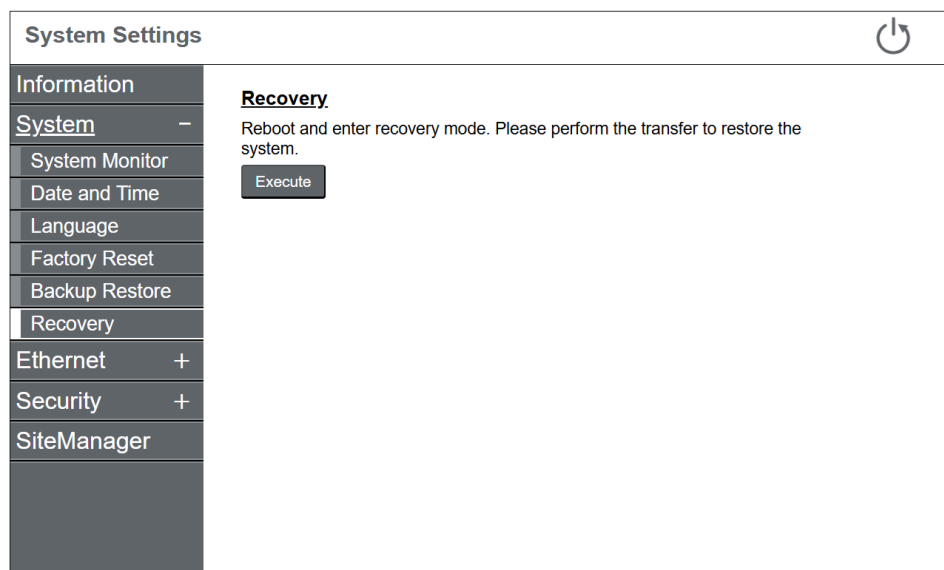 System Settings
Information
System −
System Monitor
Date and Time
Language
Factory Reset
Backup Restore
Recovery
Ethernet +
Security +
SiteManager
Recovery
Reboot and enter recovery mode. Please perform the transfer to restore the
system.
Execute